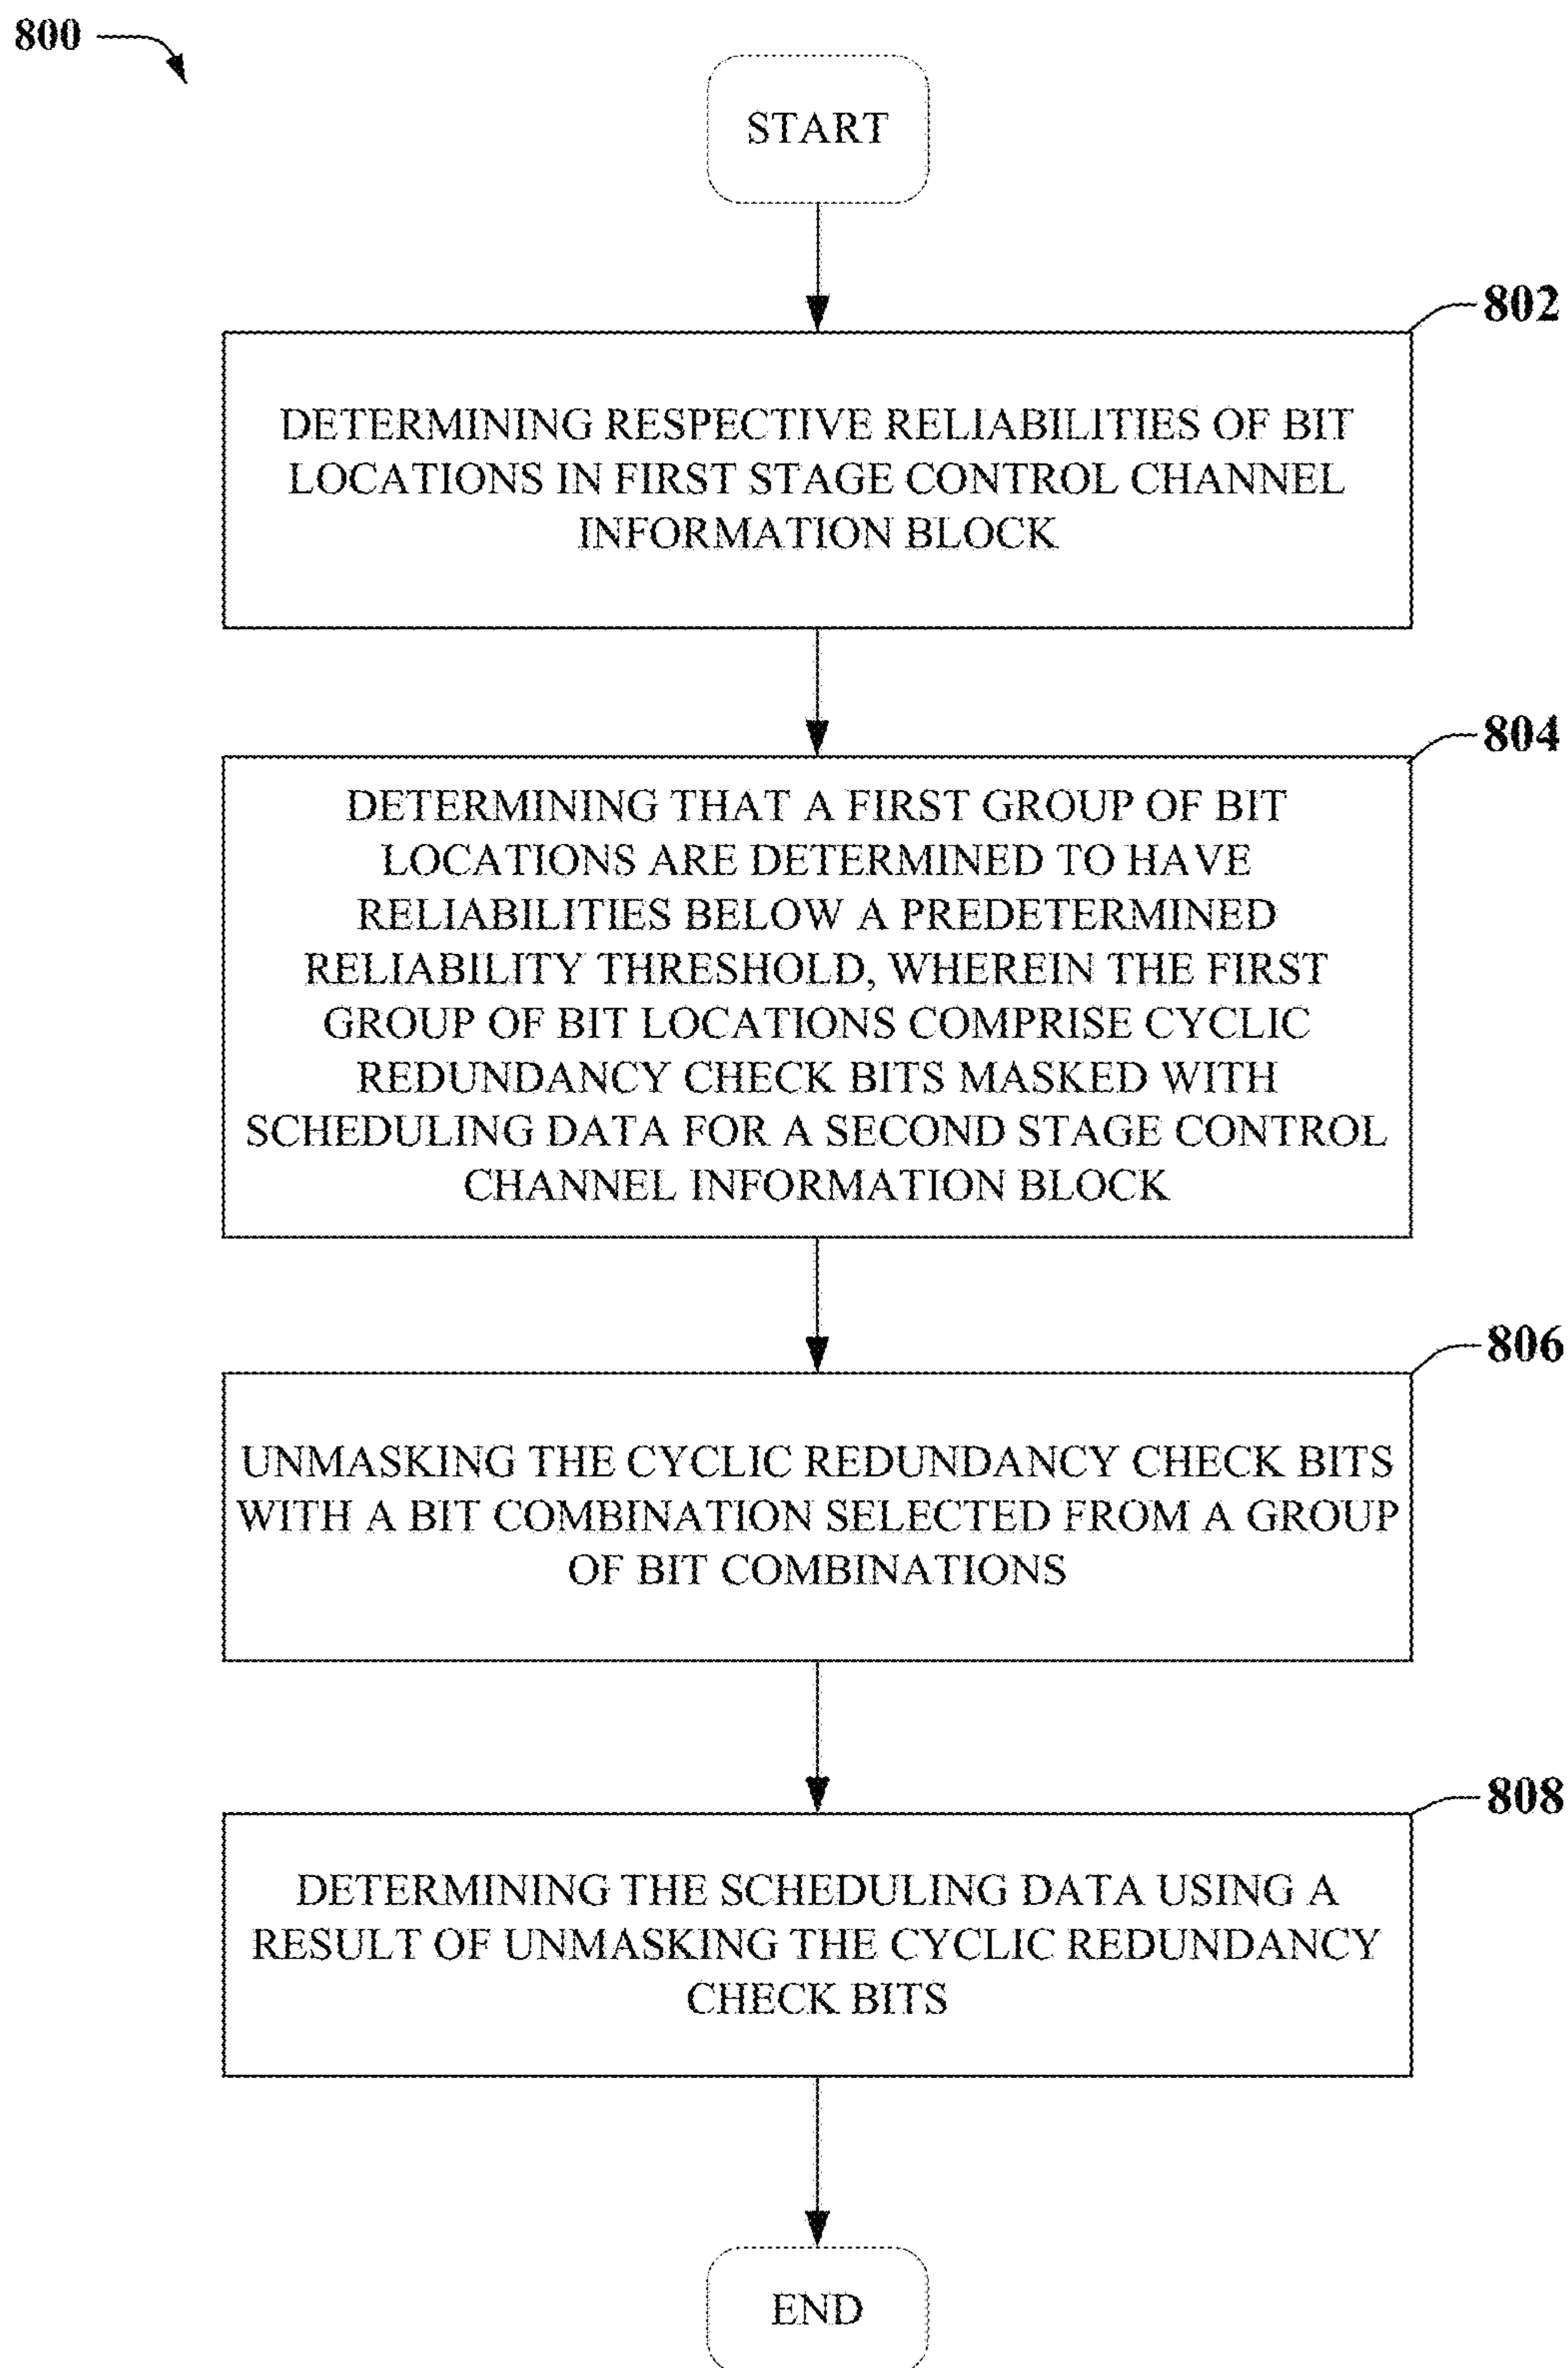 800
START
802
DETERMINING RESPECTIVE RELIABILITIES OF BIT
LOCATIONS IN FIRST STAGE CONTROL CHANNEL
INFORMATION BLOCK
804
DETERMINING THAT A FIRST GROUP OF BIT
LOCATIONS ARE DETERMINED TO HAVE
RELIABILITIES BELOW A PREDETERMINED
RELIABILITY THRESHOLD, WHEREIN THE FIRST
GROUP OF BIT LOCATIONS COMPRISE CYCLIC
REDUNDANCY CHECK BITS MASKED WITH
SCHEDULING DATA FOR A SECOND STAGE CONTROL
CHANNEL INFORMATION BLOCK
806
UNMASKING THE CYCLIC REDUNDANCY CHECK BITS
WITH A BIT COMBINATION SELECTED FROM A GROUP
OF BIT COMBINATIONS
808
DETERMINING THE SCHEDULING DATA USING A
RESULT OF UNMASKING THE CYCLIC REDUNDANCY
CHECK BITS
END